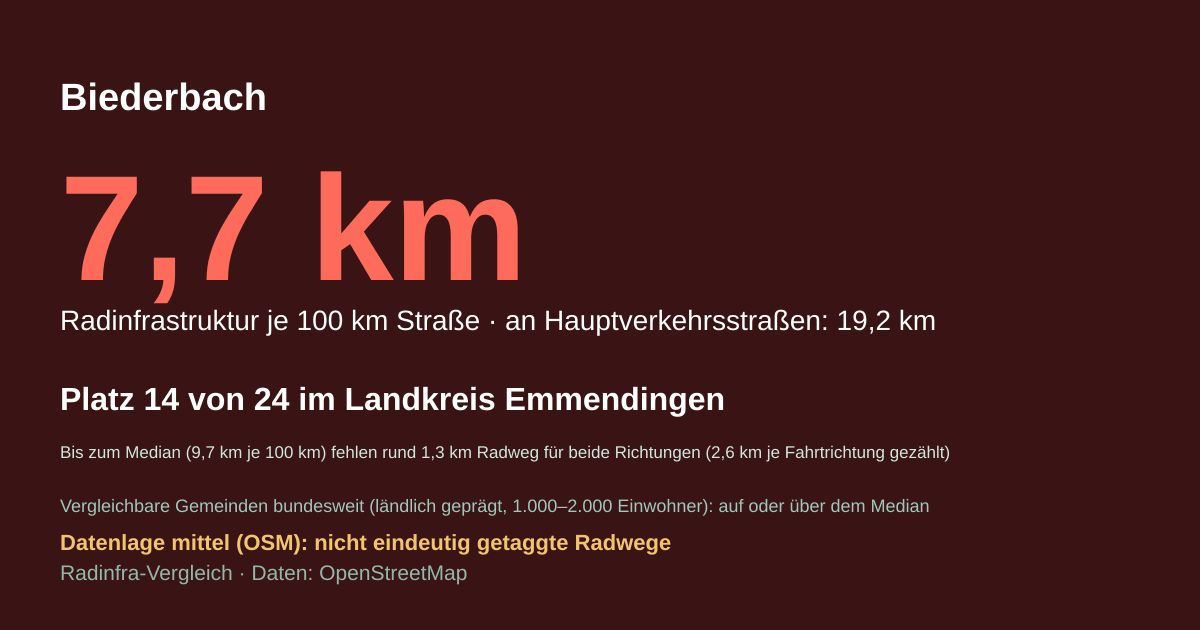 Biederbach
7,7 km
Radinfrastruktur je 100 km Straße · an Hauptverkehrsstraßen: 19,2 km
Platz 14 von 24 im Landkreis Emmendingen
Bis zum Median (9,7 km je 100 km) fehlen rund 1,3 km Radweg für beide Richtungen (2,6 km je Fahrtrichtung gezählt)
Vergleichbare Gemeinden bundesweit (ländlich geprägt, 1.000–2.000 Einwohner): auf oder über dem Median
Datenlage mittel (OSM): nicht eindeutig getaggte Radwege
Radinfra-Vergleich · Daten: OpenStreetMap